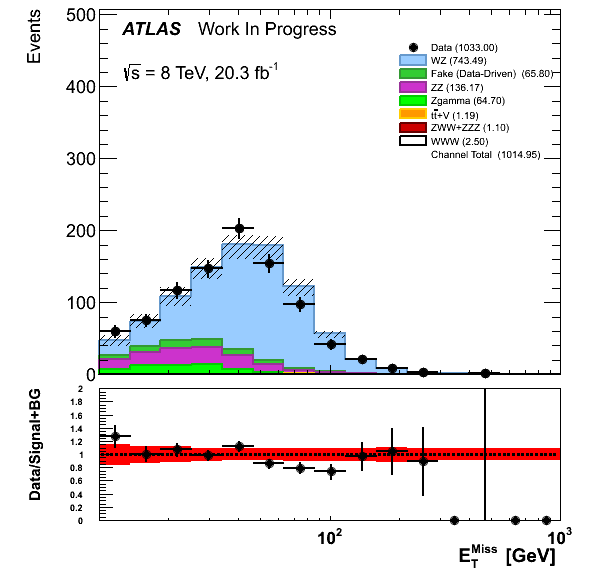 Events
500
400
300
200
100
0
ATLAS Work In Progress
√s = 8 TeV, 20.3 fb⁻¹
Data (1033.00)
WZ (743.49)
Fake (Data-Driven) (65.80)
ZZ (136.17)
Zgamma (64.70)
tt̄+V (1.19)
ZWW+ZZZ (1.10)
WWW (2.50)
Channel Total (1014.95)
Data/Signal+BG
2
1.8
1.6
1.4
1.2
1
0.8
0.6
0.4
0.2
0
10²
10³
E_T^Miss [GeV]